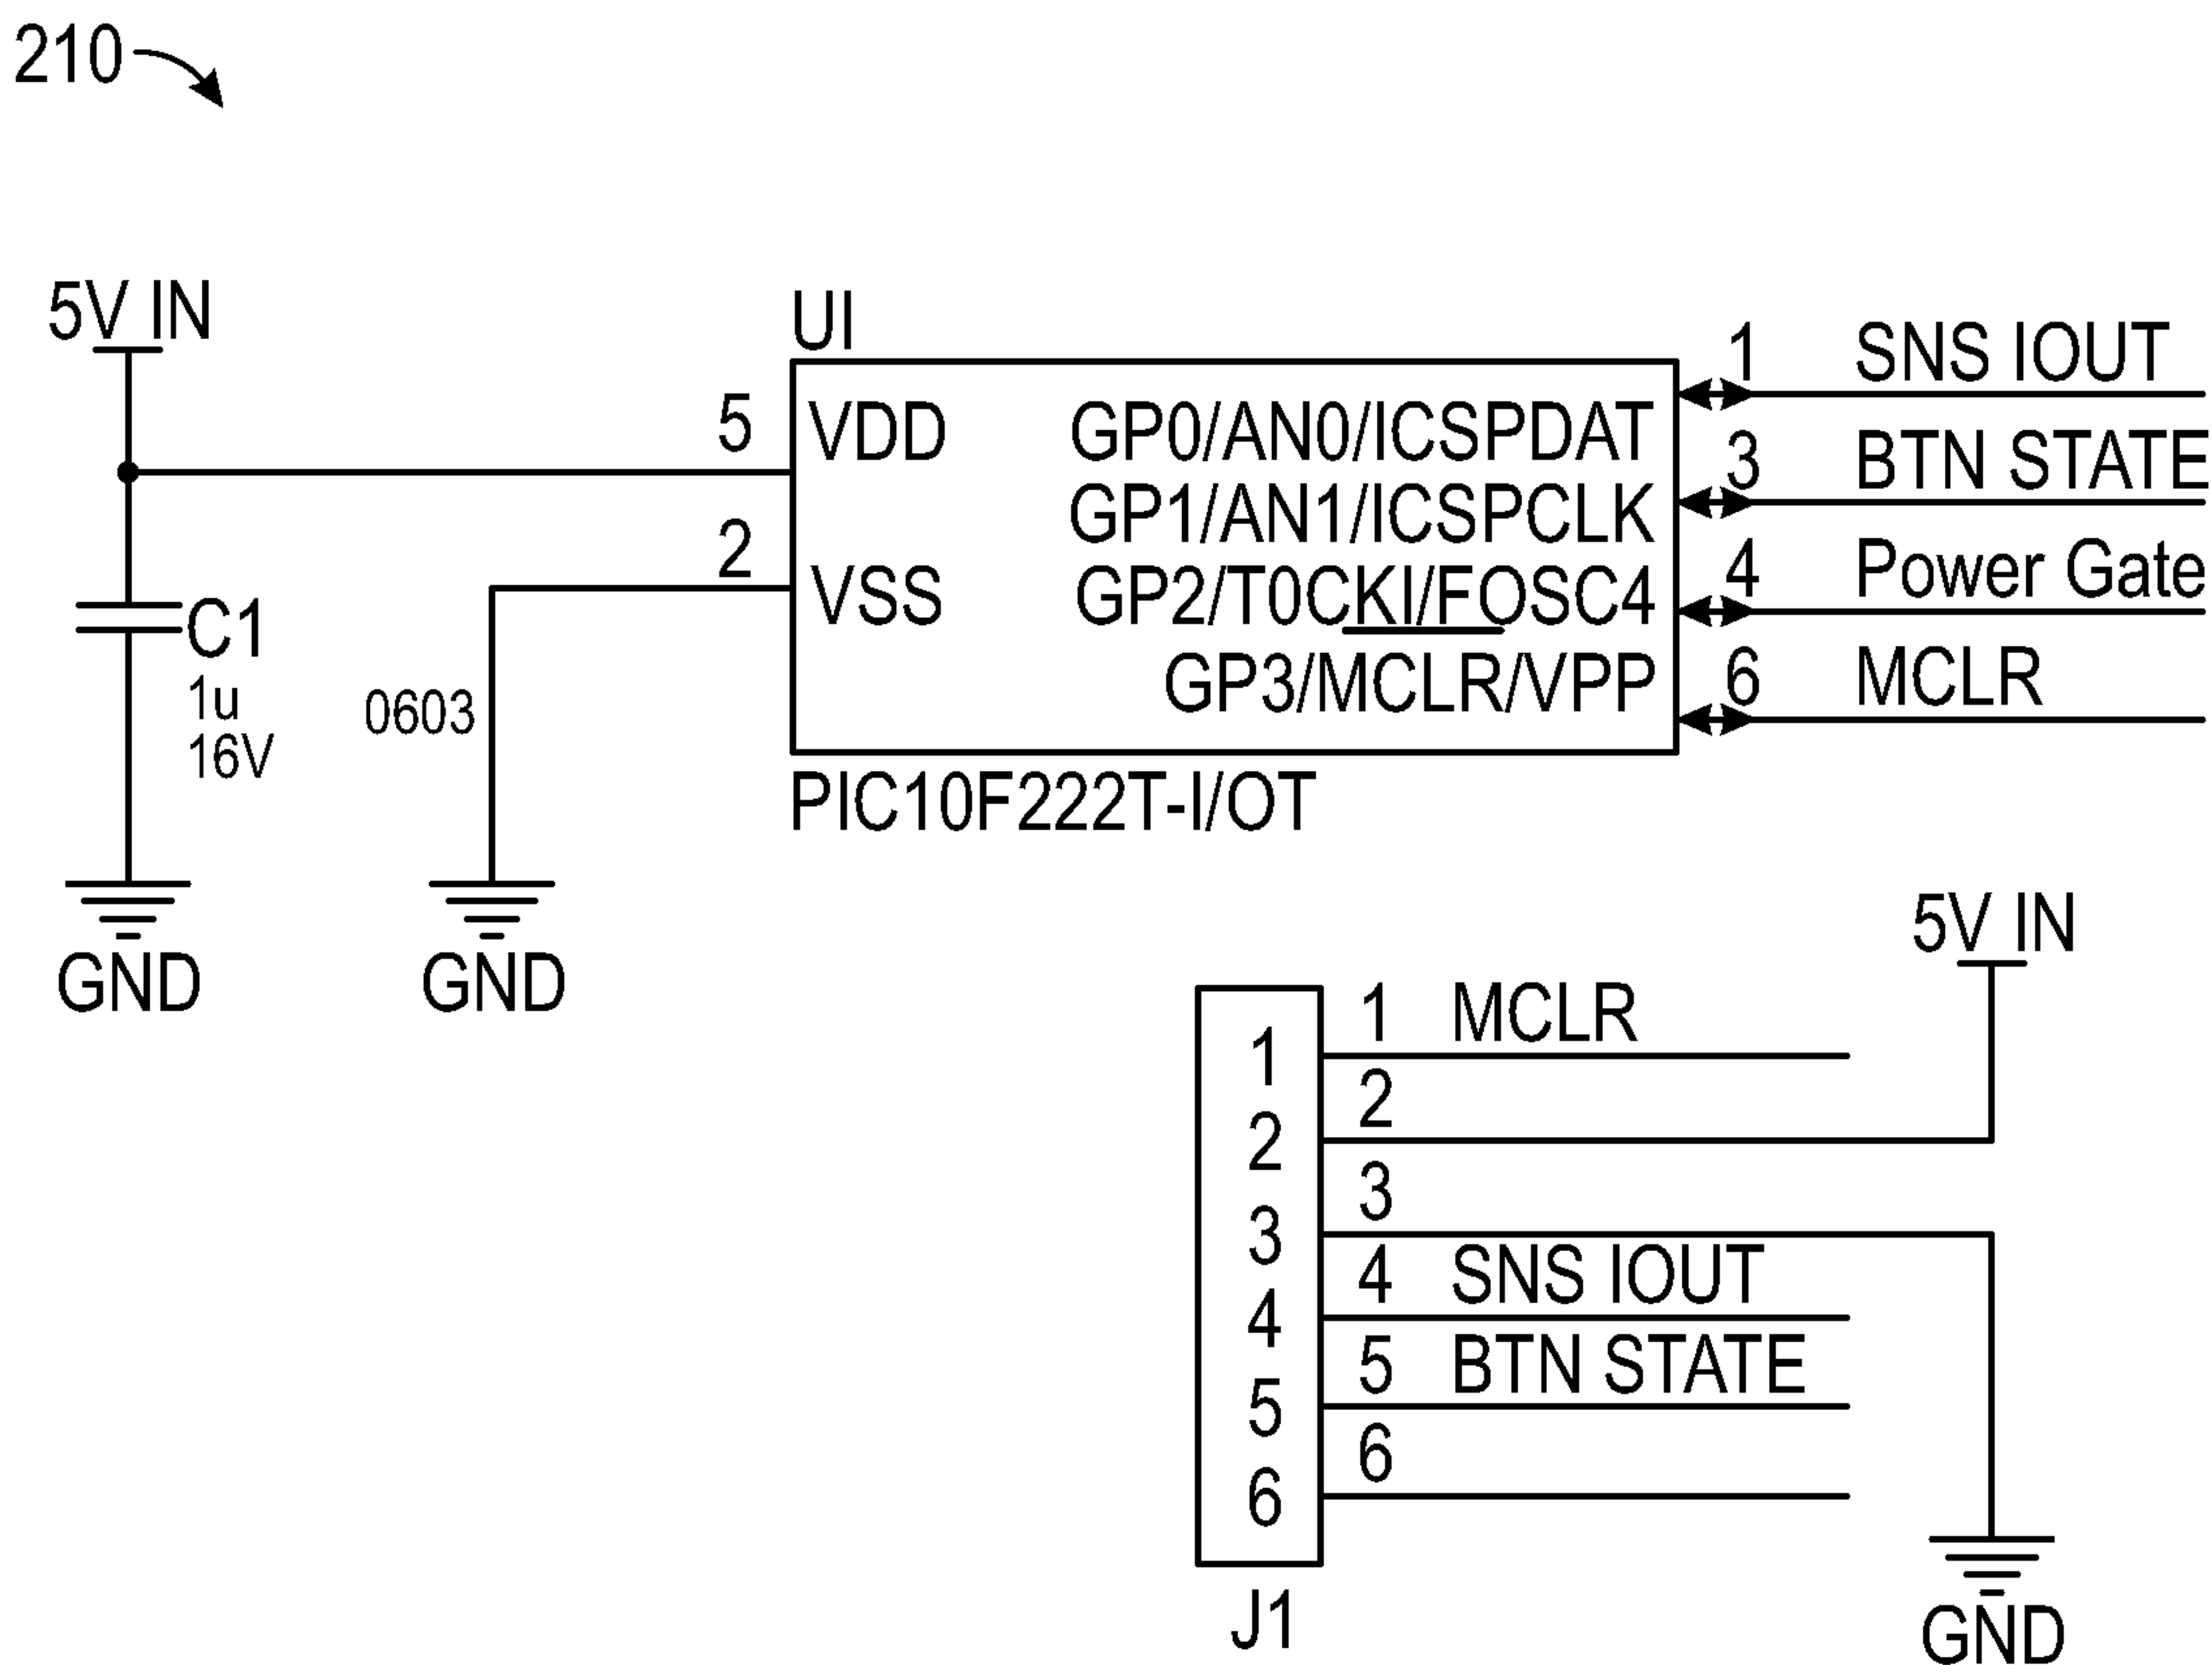 210
5V IN
UI
5 VDD GP0/AN0/ICSPDAT 1 SNS IOUT
GP1/AN1/ICSPCLK 3 BTN STATE
2 VSS GP2/T0CKI/FOSC4 4 Power Gate
GP3/MCLR/VPP 6 MCLR
PIC10F222T-I/OT
C1
1u
16V
0603
GND
GND
5V IN
1 1 MCLR
2 2
3 3
4 4 SNS IOUT
5 5 BTN STATE
6 6
J1
GND